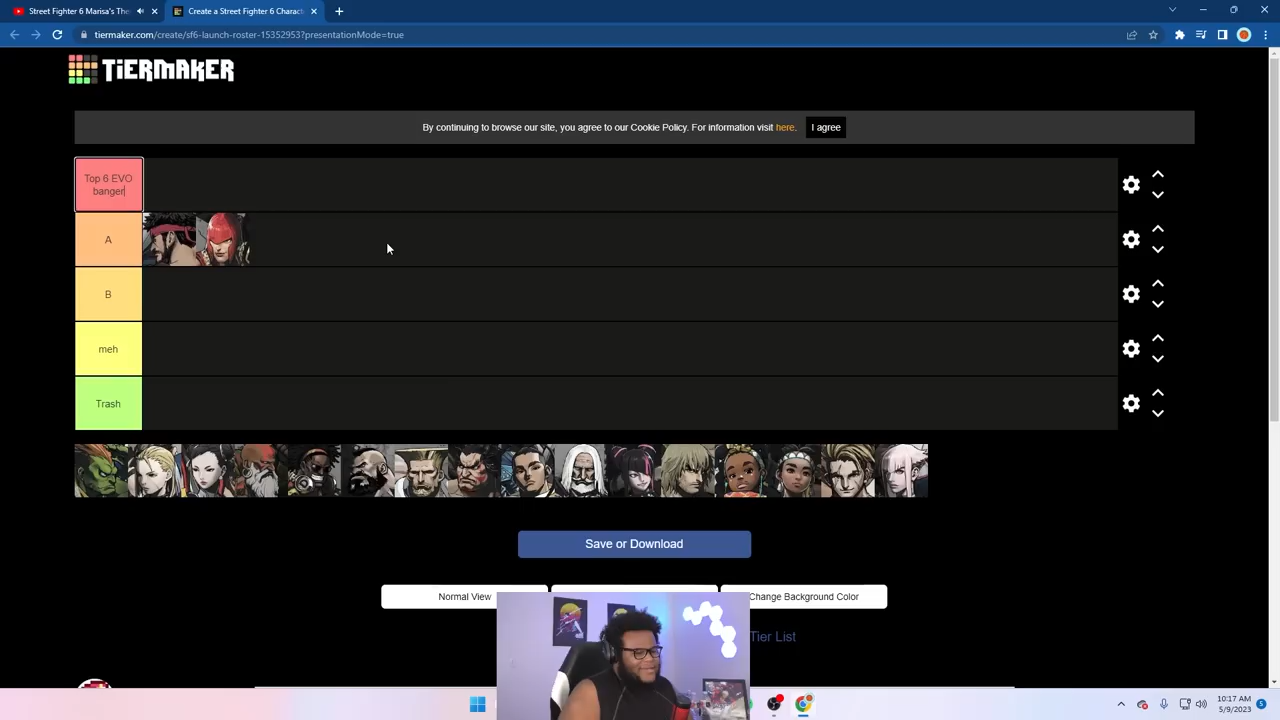 Street Fighter 6 Marisa's The
Create a Street Fighter 6 Charact
tiermaker.com/create/sf6-launch-roster-15352953?presentationMode=true
TiERMAKER
By continuing to browse our site, you agree to our Cookie Policy. For information visit here. I agree
Top 6 EVO
banger
A
B
meh
Trash
Save or Download
Normal View
Change Background Color
Tier List
10:17 AM
5/9/2023
5